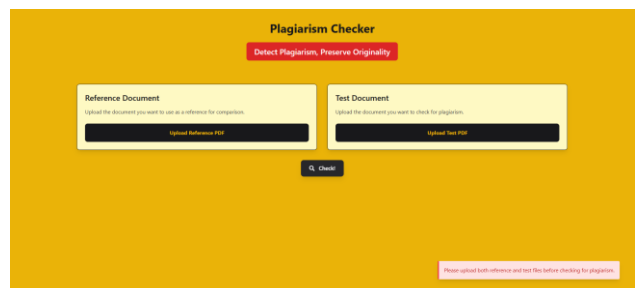 Plagiarism Checker
Detect Plagiarism, Preserve Originality
Reference Document
Upload the document you want to use as a reference for comparison.
Upload Reference PDF
Test Document
Upload the document you want to check for plagiarism.
Upload Test PDF
Check!
Please upload both reference and test files before checking for plagiarism.